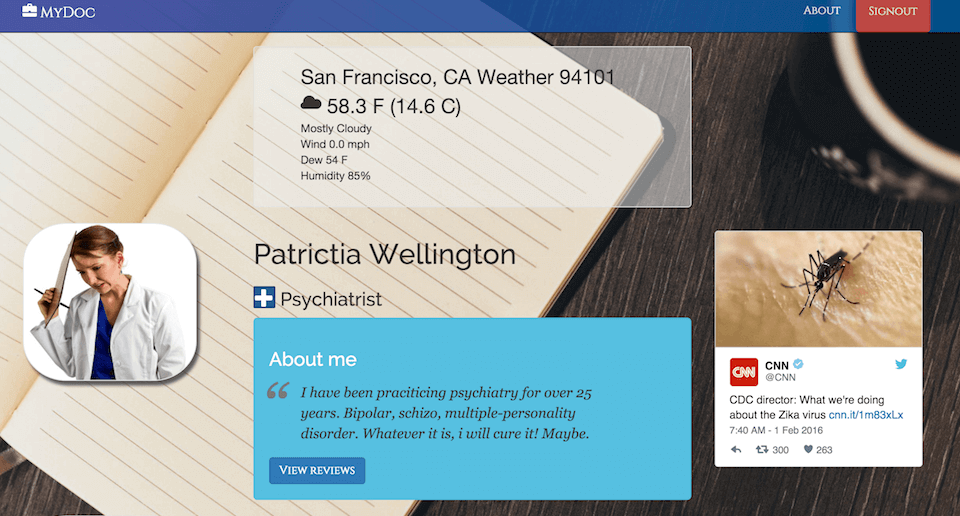 MyDoc
About
Signout
San Francisco, CA Weather 94101
58.3 F (14.6 C)
Mostly Cloudy
Wind 0.0 mph
Dew 54 F
Humidity 85%
Patrictia Wellington
Psychiatrist
About me
I have been praciticing psychiatry for over 25
years. Bipolar, schizo, multiple-personality
disorder. Whatever it is, i will cure it! Maybe.
View reviews
CNN
CNN
@CNN
CDC director: What we're doing
about the Zika virus cnn.it/1m83xLx
7:40 AM - 1 Feb 2016
300
263